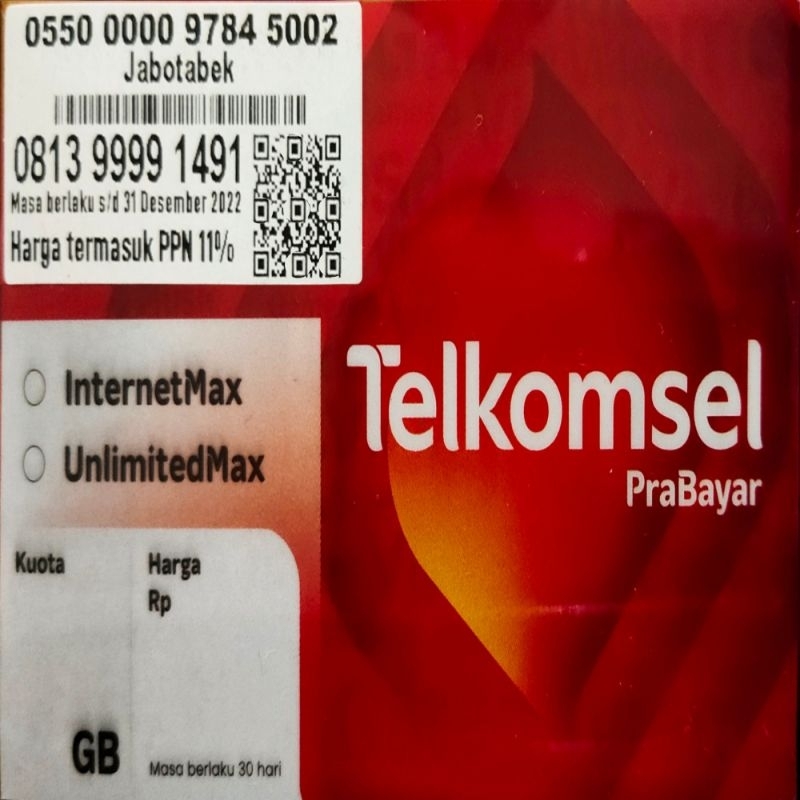 0550 0000 9784 5002
Jabotabek
0813 9999 1491
Masa berlaku s/d 31 Desember 2022
Harga termasuk PPN 11%
InternetMax
UnlimitedMax
Telkomsel
PraBayar
Kuota
Harga
Rp
GB
Masa berlaku 30 hari